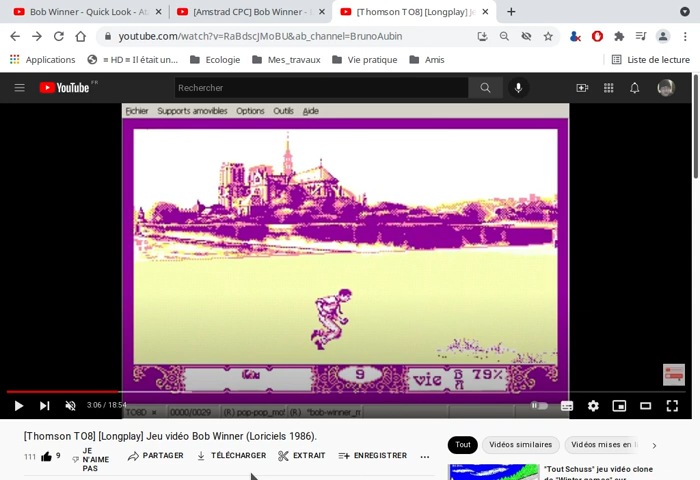 Bob Winner - Quick Look - At
[Amstrad CPC] Bob Winner -
[Thomson TO8] [Longplay] J
youtube.com/watch?v=RaBdscJMoBU&ab_channel=BrunoAubin
Applications
= HD = Il était un...
Ecologie
Mes_travaux
Vie pratique
Amis
Liste de lecture
YouTube FR
Rechercher
Fichier Supports amovibles Options Outils Aide
9
vie 79%
TO8D 0000/0029 (R) pop-pop_mo (R) *bob-winner_
3:06 / 18:54
[Thomson TO8] [Longplay] Jeu vidéo Bob Winner (Loriciels 1986).
111 9 JE N'AIME PAS PARTAGER TÉLÉCHARGER EXTRAIT ENREGISTRER ...
Tout Vidéos similaires Vidéos mises en li
"Tout Schuss" jeu vidéo clone
de "Winter games" sur